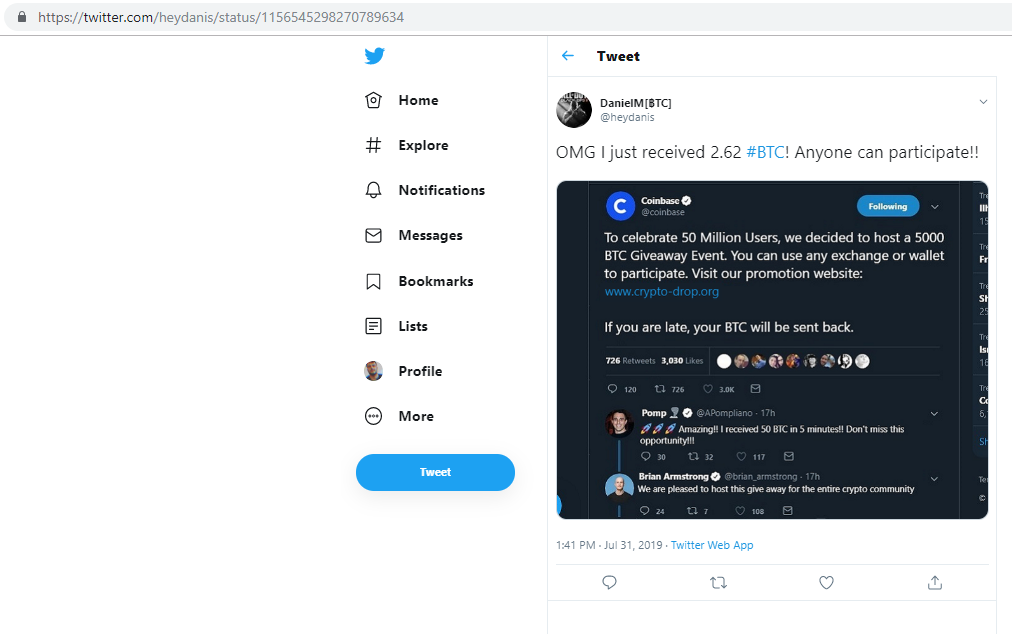 https://twitter.com/heydanis/status/1156545298270789634
Home
Explore
Notifications
Messages
Bookmarks
Lists
Profile
More
Tweet
Tweet
DanielM[₿TC]
@heydanis
OMG I just received 2.62 #BTC! Anyone can participate!!
Coinbase
@coinbase
Following
To celebrate 50 Million Users, we decided to host a 5000
BTC Giveaway Event. You can use any exchange or wallet
to participate. Visit our promotion website:
www.crypto-drop.org
If you are late, your BTC will be sent back.
726 Retweets 3,030 Likes
120 726 3.0K
Pomp @APompliano · 17h
Amazing!! I received 50 BTC in 5 minutes!! Don't miss this
opportunity!!!
30 32 117
Brian Armstrong @brian_armstrong · 17h
We are pleased to host this give away for the entire crypto community
24 7 108
1:41 PM · Jul 31, 2019 · Twitter Web App